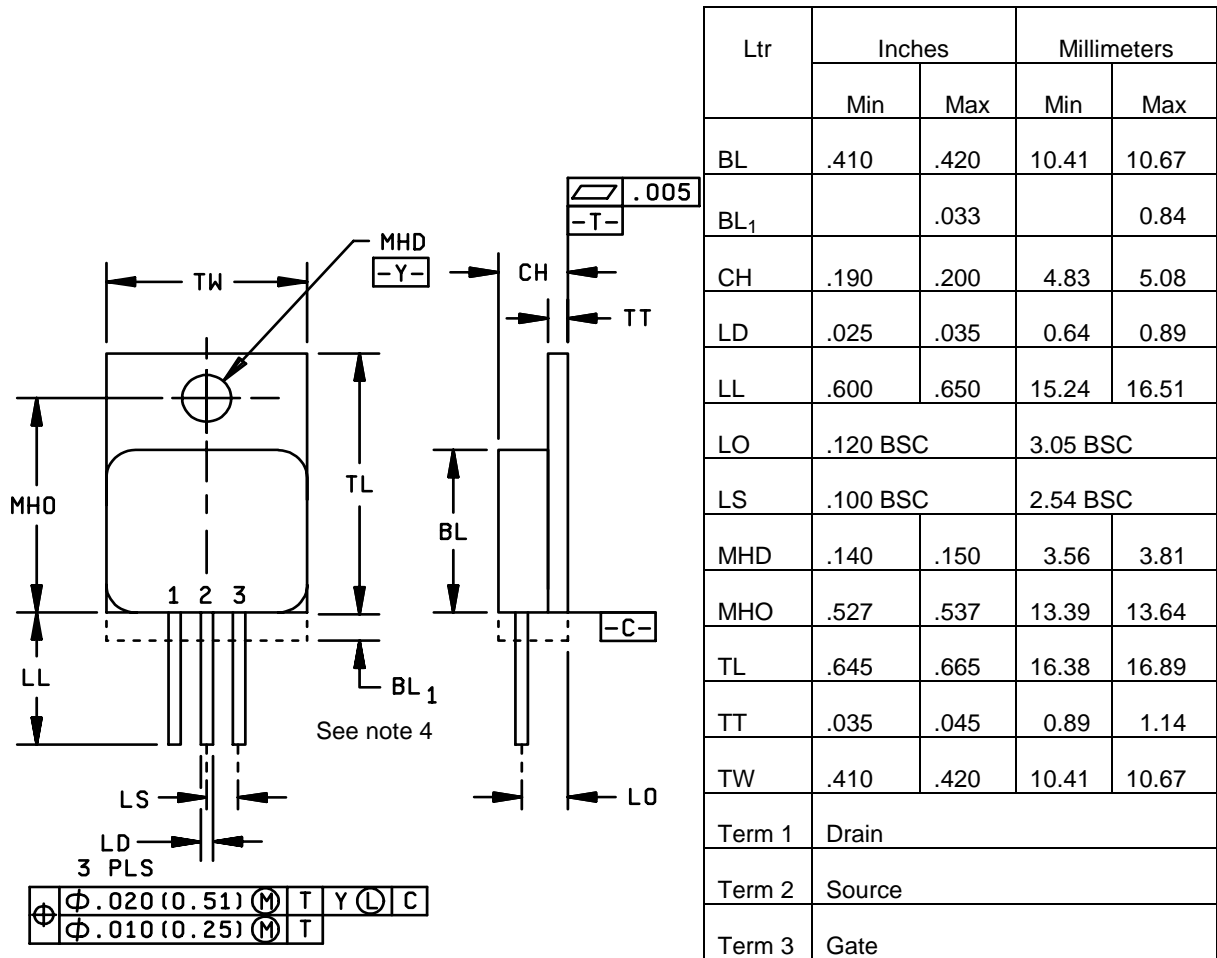 .005
-T-
MHD
-Y-
TW
CH
TT
MHO
TL
BL
1 2 3
-C-
LL
BL1
See note 4
LS
LO
LD
3 PLS
⌀.020(0.51) Ⓜ T Y Ⓛ C
⌀.010(0.25) Ⓜ T
Ltr Inches Millimeters
Min Max Min Max
BL .410 .420 10.41 10.67
BL1 .033 0.84
CH .190 .200 4.83 5.08
LD .025 .035 0.64 0.89
LL .600 .650 15.24 16.51
LO .120 BSC 3.05 BSC
LS .100 BSC 2.54 BSC
MHD .140 .150 3.56 3.81
MHO .527 .537 13.39 13.64
TL .645 .665 16.38 16.89
TT .035 .045 0.89 1.14
TW .410 .420 10.41 10.67
Term 1 Drain
Term 2 Source
Term 3 Gate